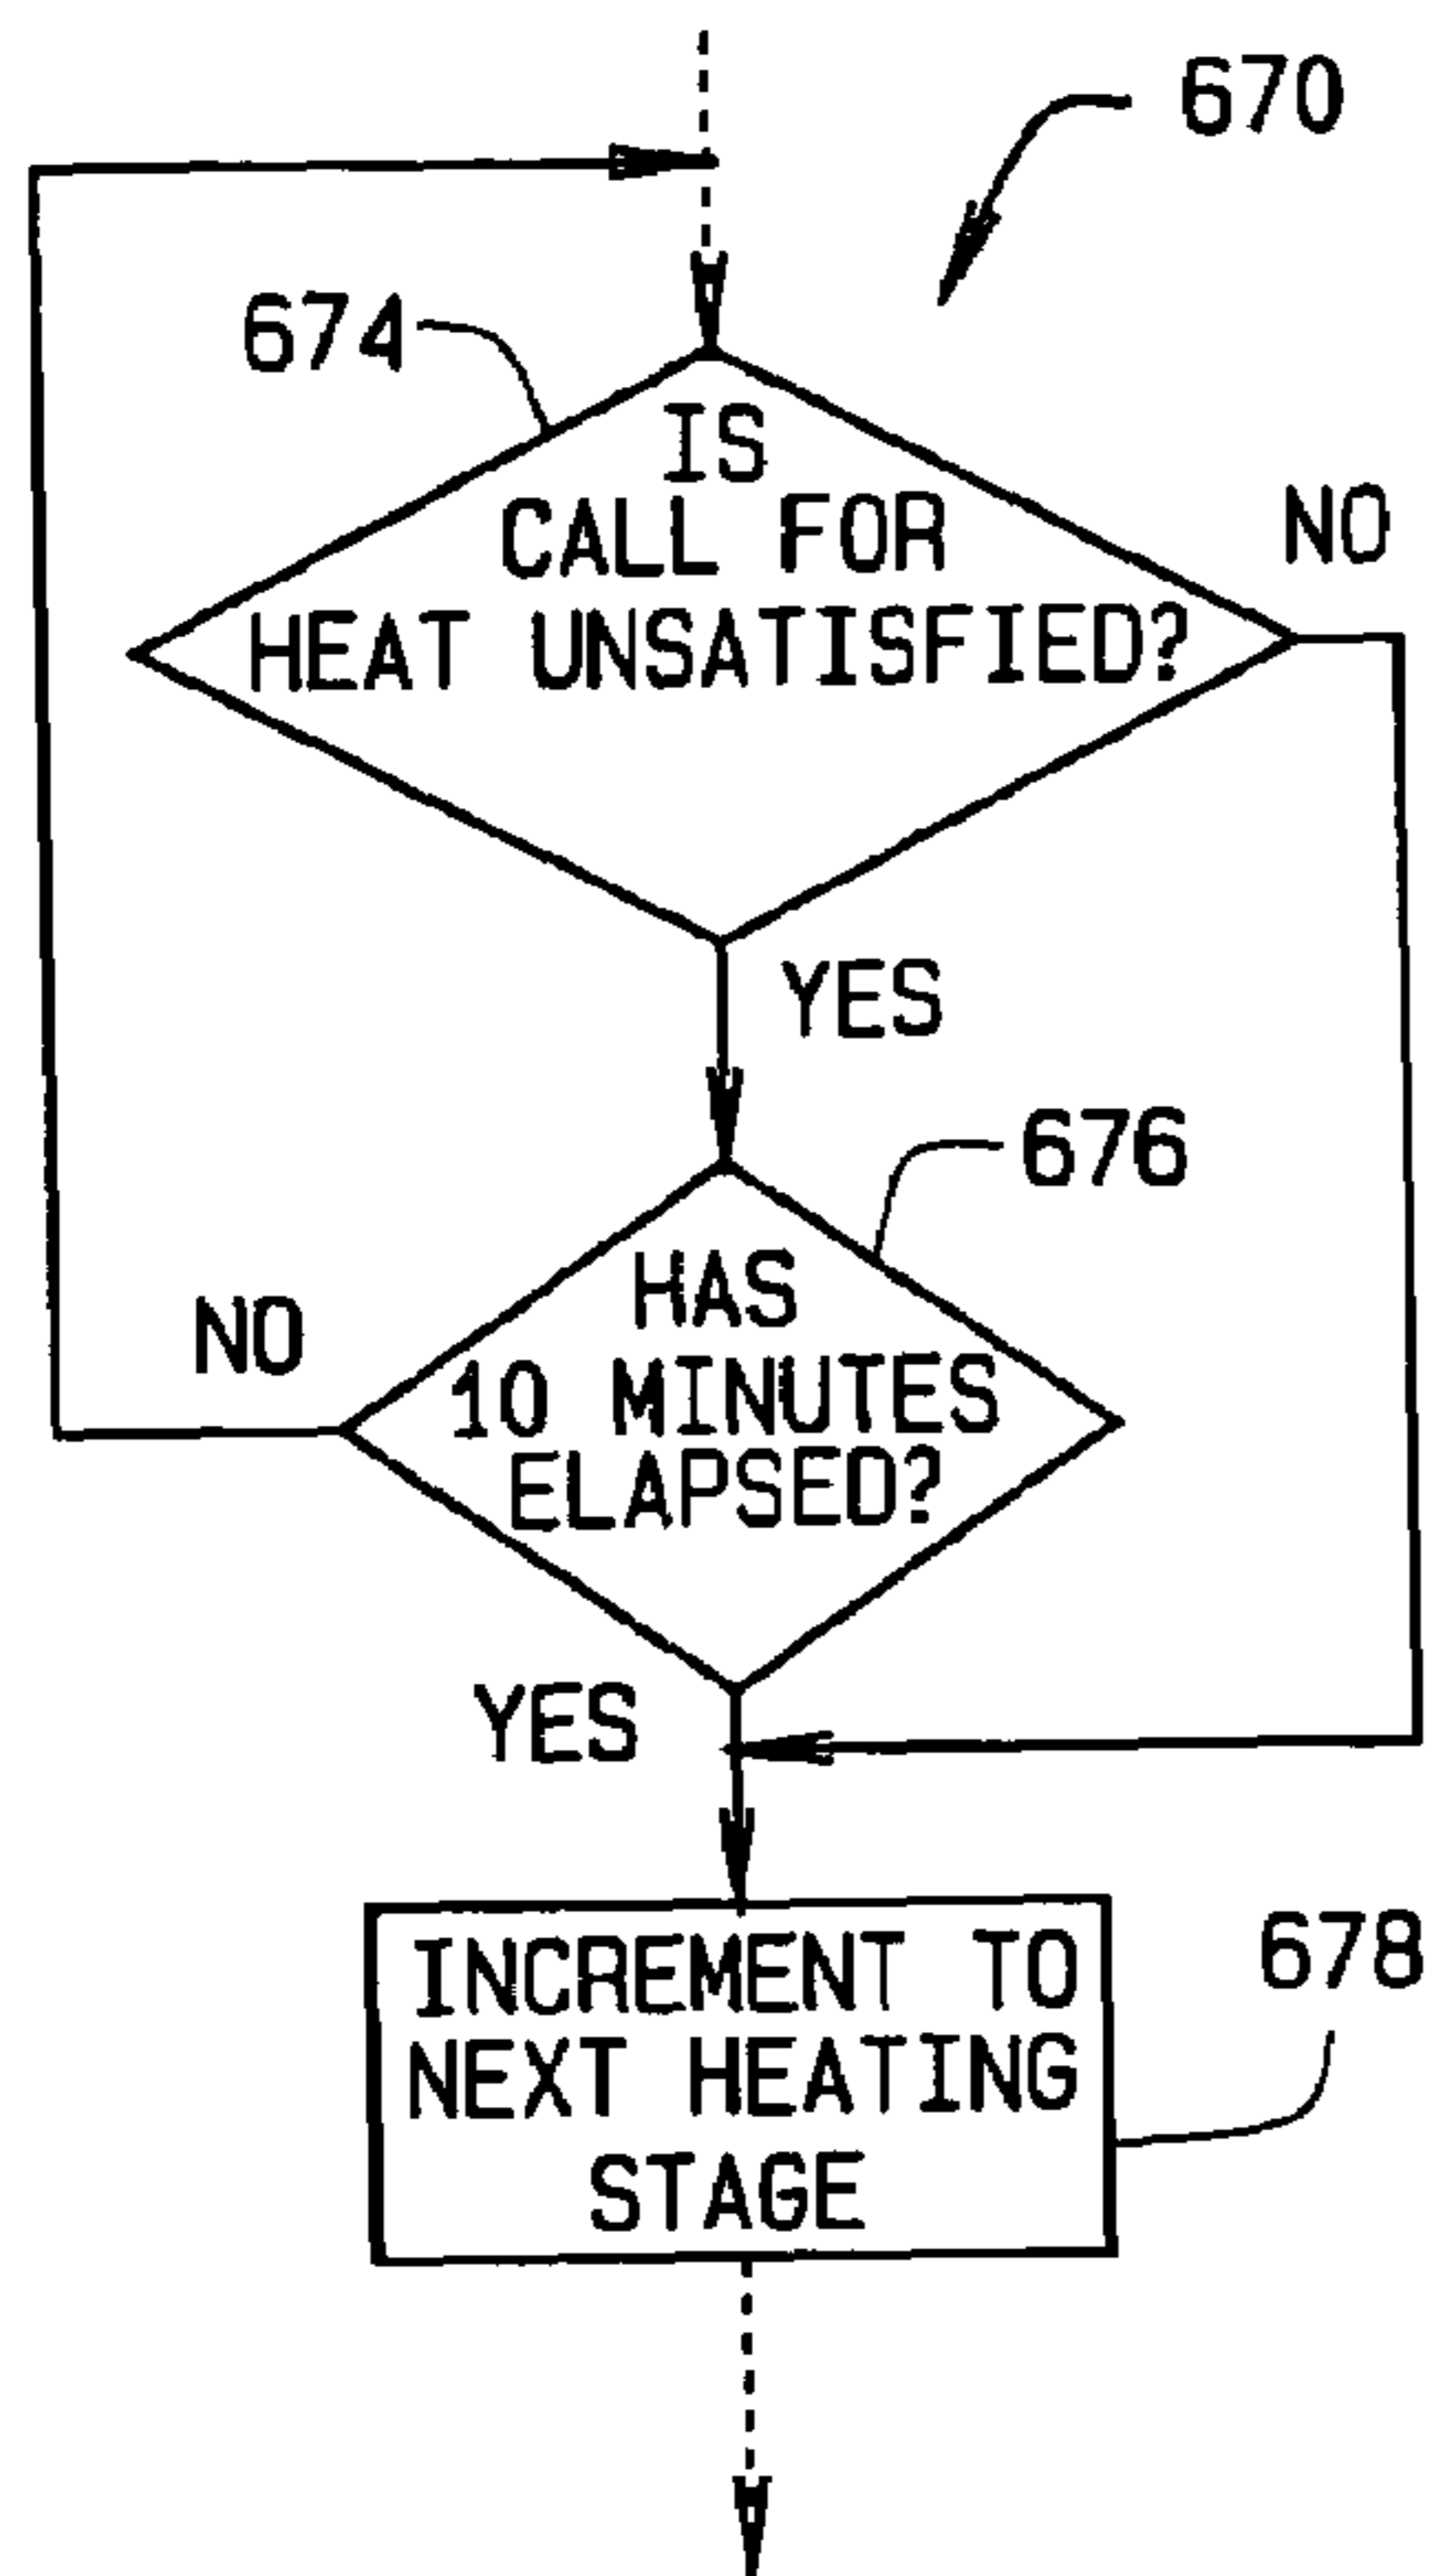 670
674
IS
CALL FOR
HEAT UNSATISFIED?
NO
YES
676
HAS
10 MINUTES
ELAPSED?
NO
YES
INCREMENT TO
NEXT HEATING
STAGE
678